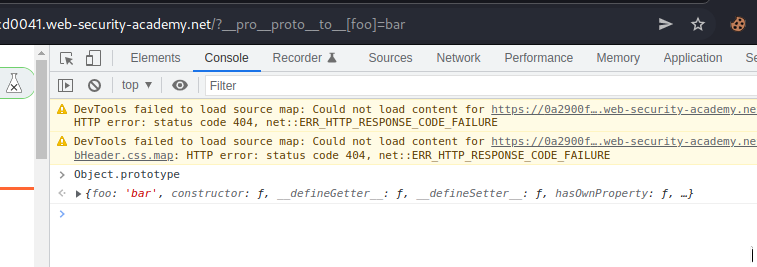 cd0041.web-security-academy.net/?__pro__proto__to__[foo]=bar
Elements Console Recorder Sources Network Performance Memory Application Se
top ▼ Filter
DevTools failed to load source map: Could not load content for https://0a2900f….web-security-academy.ne
HTTP error: status code 404, net::ERR_HTTP_RESPONSE_CODE_FAILURE
DevTools failed to load source map: Could not load content for https://0a2900f….web-security-academy.ne
bHeader.css.map: HTTP error: status code 404, net::ERR_HTTP_RESPONSE_CODE_FAILURE
> Object.prototype
{foo: 'bar', constructor: ƒ, __defineGetter__: ƒ, __defineSetter__: ƒ, hasOwnProperty: ƒ, …}
>